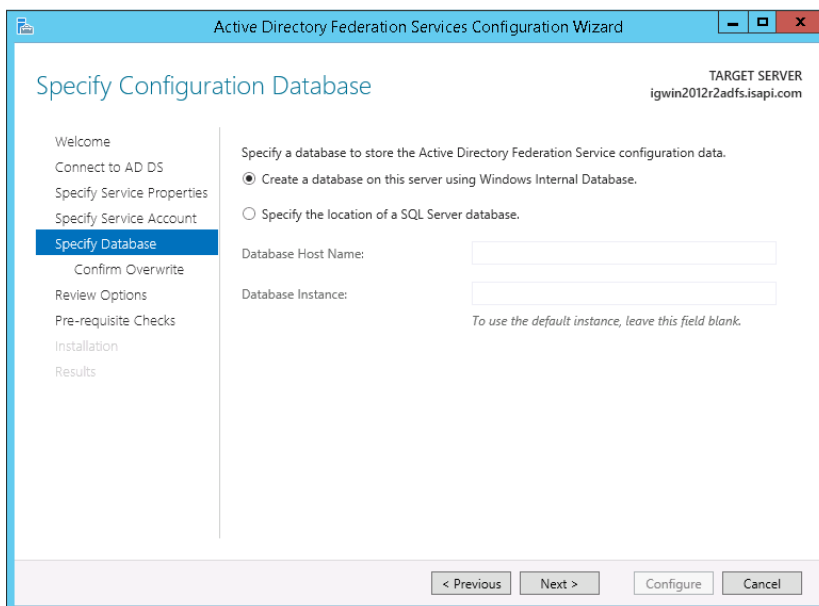 Active Directory Federation Services Configuration Wizard
Specify Configuration Database
TARGET SERVER
igwin2012r2adfs.isapi.com
Welcome
Connect to AD DS
Specify Service Properties
Specify Service Account
Specify Database
Confirm Overwrite
Review Options
Pre-requisite Checks
Installation
Results
Specify a database to store the Active Directory Federation Service configuration data.
Create a database on this server using Windows Internal Database.
Specify the location of a SQL Server database.
Database Host Name:
Database Instance:
To use the default instance, leave this field blank.
< Previous
Next >
Configure
Cancel